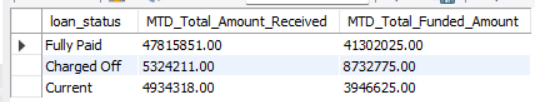 loan_status MTD_Total_Amount_Received MTD_Total_Funded_Amount
Fully Paid 47815851.00 41302025.00
Charged Off 5324211.00 8732775.00
Current 4934318.00 3946625.00